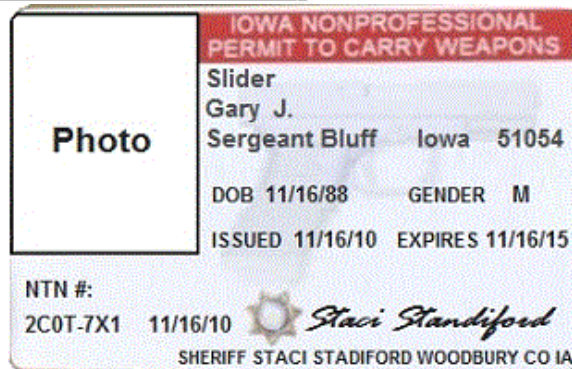 IOWA NONPROFESSIONAL
PERMIT TO CARRY WEAPONS
Photo
Slider
Gary J.
Sergeant Bluff Iowa 51054
DOB 11/16/88 GENDER M
ISSUED 11/16/10 EXPIRES 11/16/15
NTN #:
2C0T-7X1 11/16/10 Staci Standiford
SHERIFF STACI STADIFORD WOODBURY CO IA